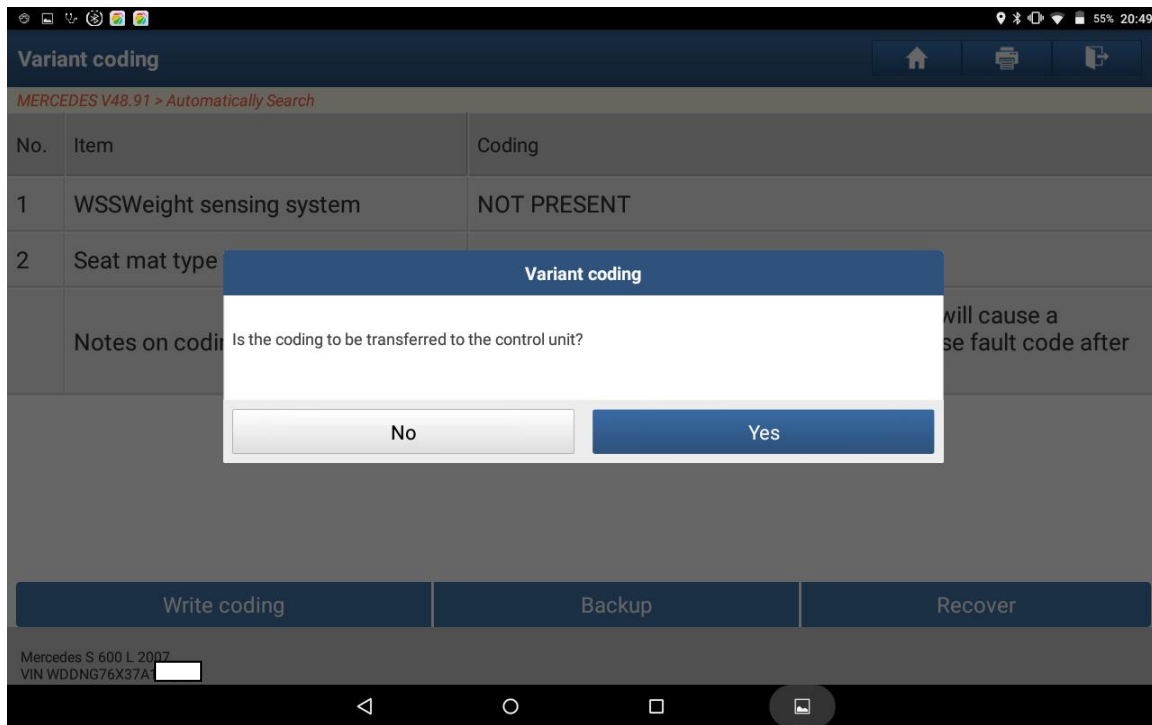 55% 20:49
Variant coding
MERCEDES V48.91 > Automatically Search
No. Item Coding
1 WSSWeight sensing system NOT PRESENT
2 Seat mat type
Variant coding
will cause a
Notes on fault code after
Is the coding to be transferred to the control unit?
No Yes
Write coding Backup Recover
Mercedes S 600 L 2007
VIN WDDNG76X37A1